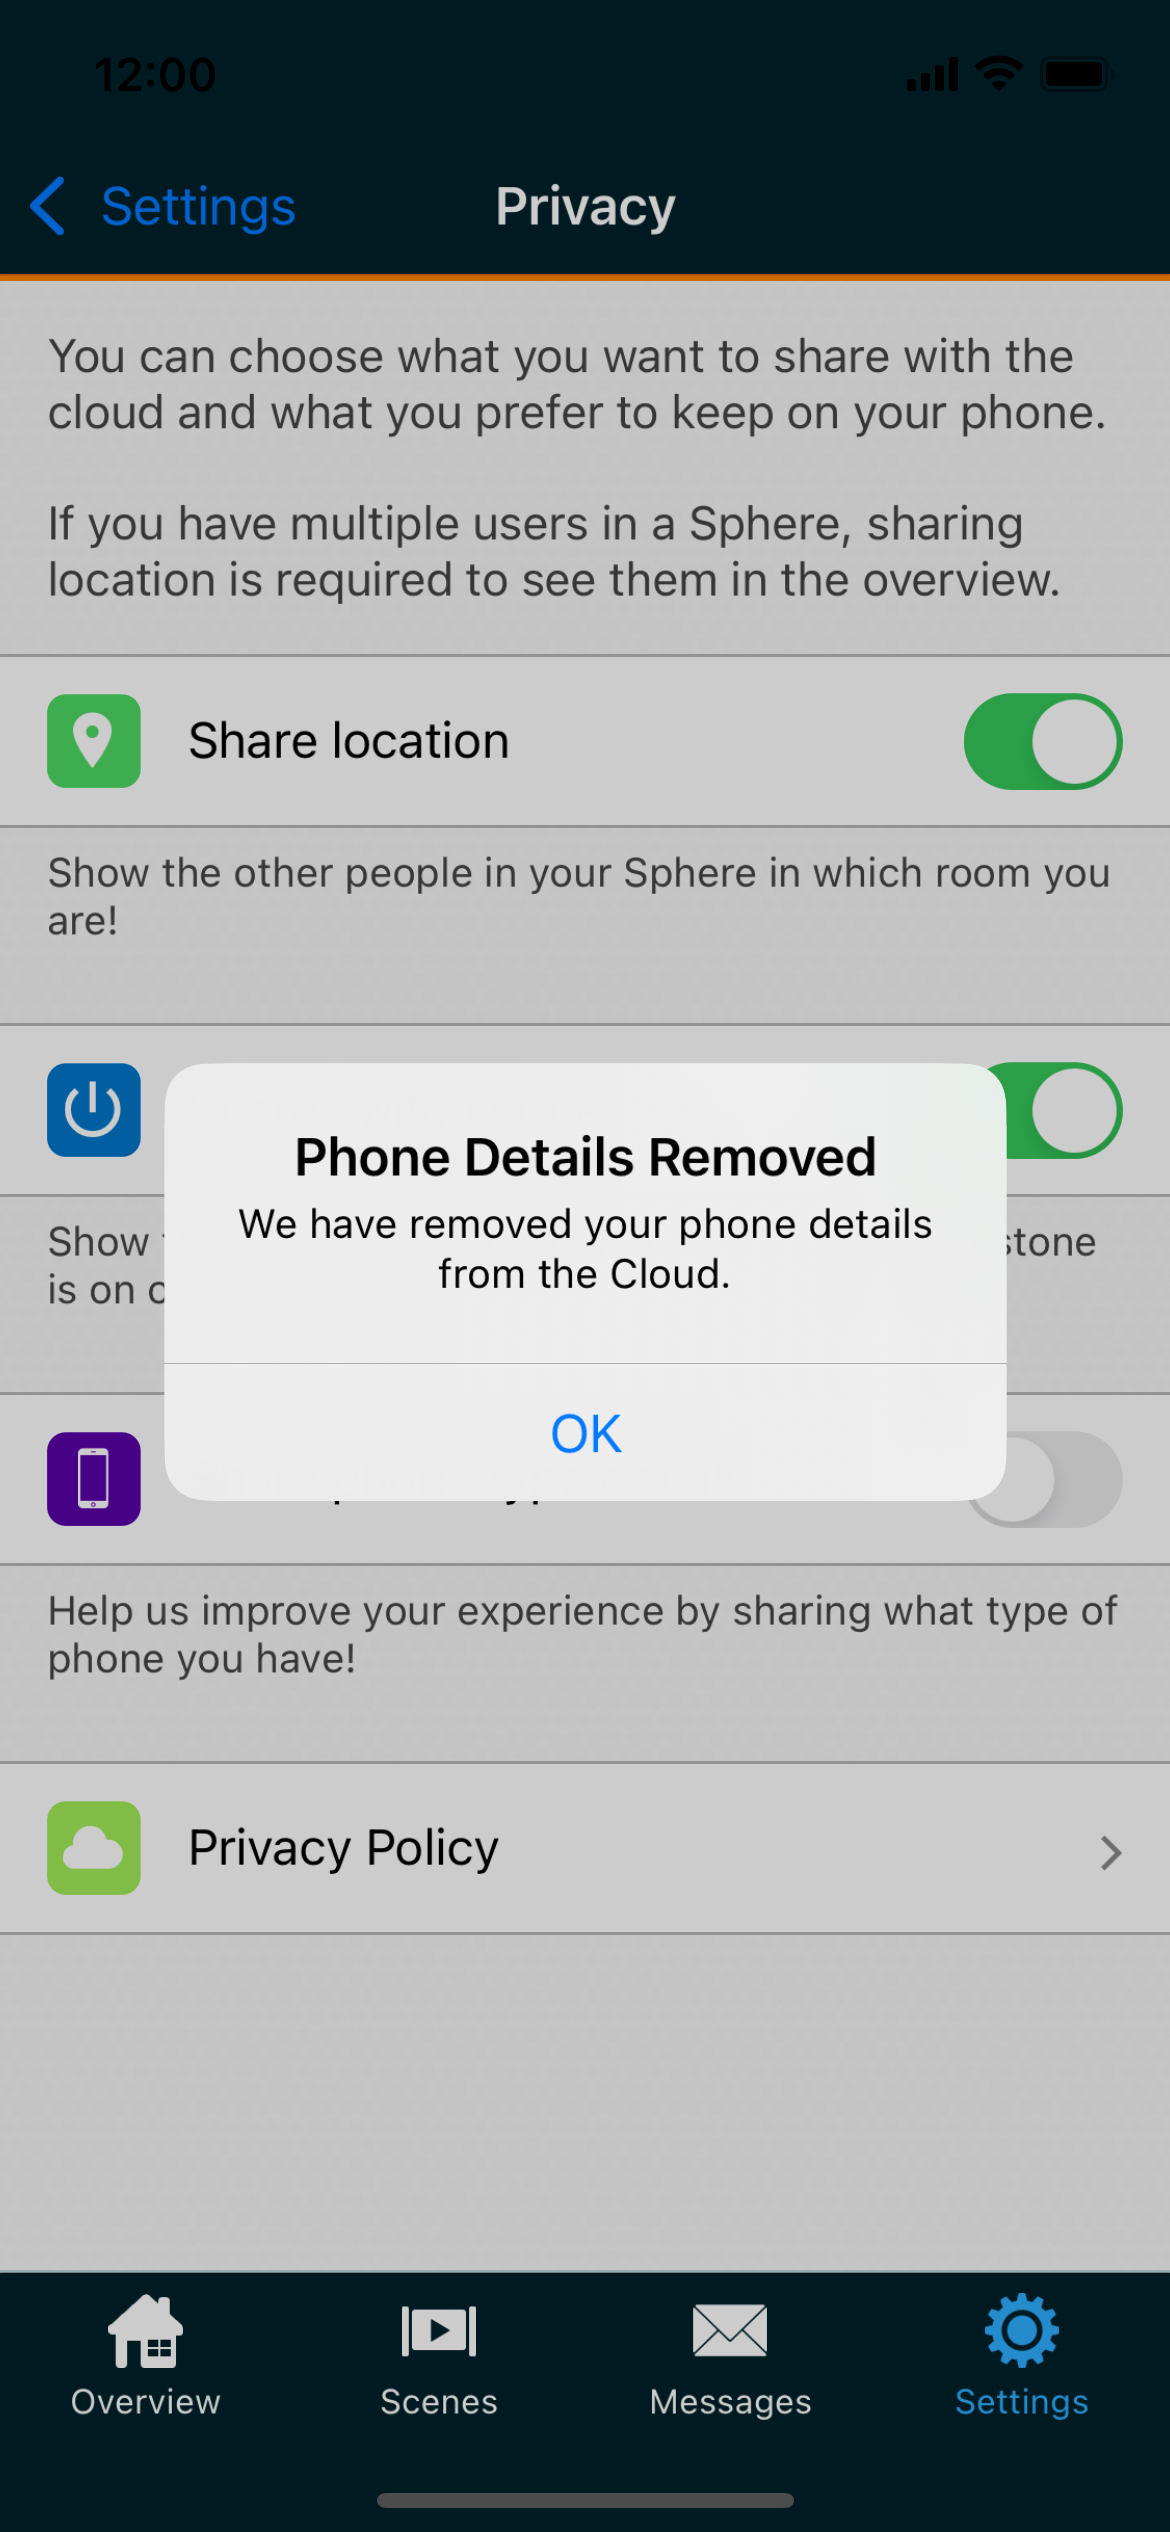 12:00
Settings
Privacy
You can choose what you want to share with the
cloud and what you prefer to keep on your phone.
If you have multiple users in a Sphere, sharing
location is required to see them in the overview.
Share location
Show the other people in your Sphere in which room you
are!
Phone Details Removed
We have removed your phone details
from the Cloud.
Show
is on
OK
Help us improve your experience by sharing what type of
phone you have!
Privacy Policy
Overview
Scenes
Messages
Settings